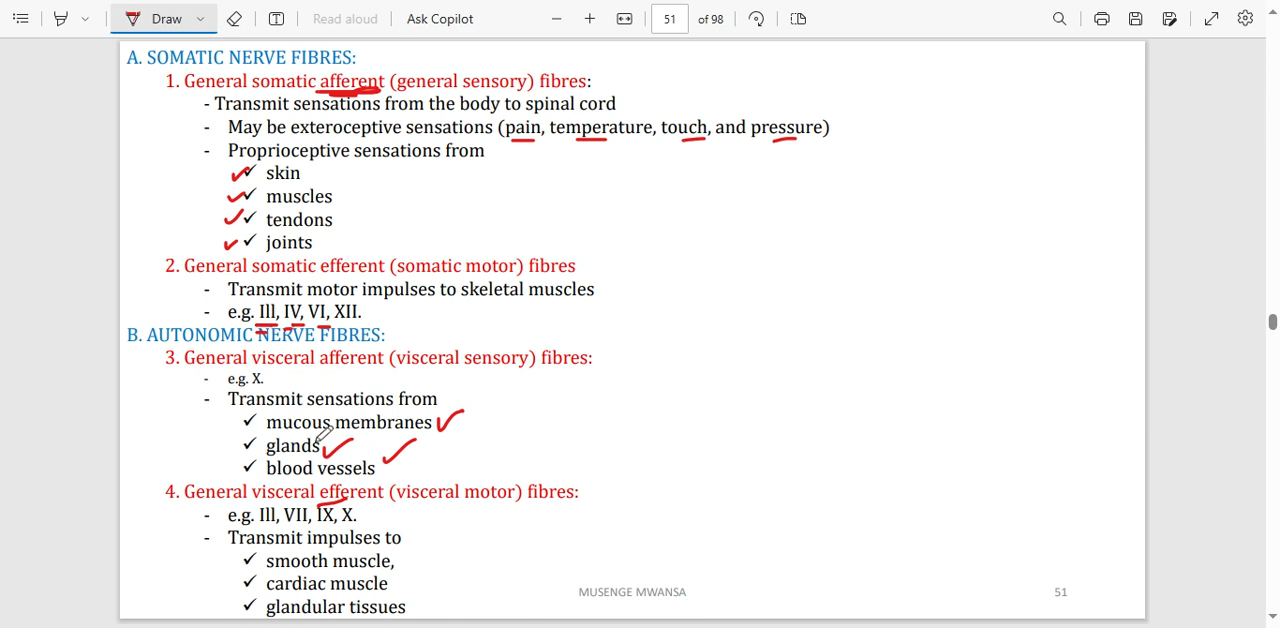 Draw
Read aloud
Ask Copilot
51 of 98
A. SOMATIC NERVE FIBRES:
1. General somatic afferent (general sensory) fibres:
- Transmit sensations from the body to spinal cord
- May be exteroceptive sensations (pain, temperature, touch, and pressure)
- Proprioceptive sensations from
✓ skin
✓ muscles
✓ tendons
✓ joints
2. General somatic efferent (somatic motor) fibres
- Transmit motor impulses to skeletal muscles
- e.g. Ill, IV, VI, XII.
B. AUTONOMIC NERVE FIBRES:
3. General visceral afferent (visceral sensory) fibres:
- e.g. X.
- Transmit sensations from
✓ mucous membranes
✓ glands
✓ blood vessels
4. General visceral efferent (visceral motor) fibres:
- e.g. Ill, VII, IX, X.
- Transmit impulses to
✓ smooth muscle,
✓ cardiac muscle
✓ glandular tissues
MUSENGE MWANSA
51